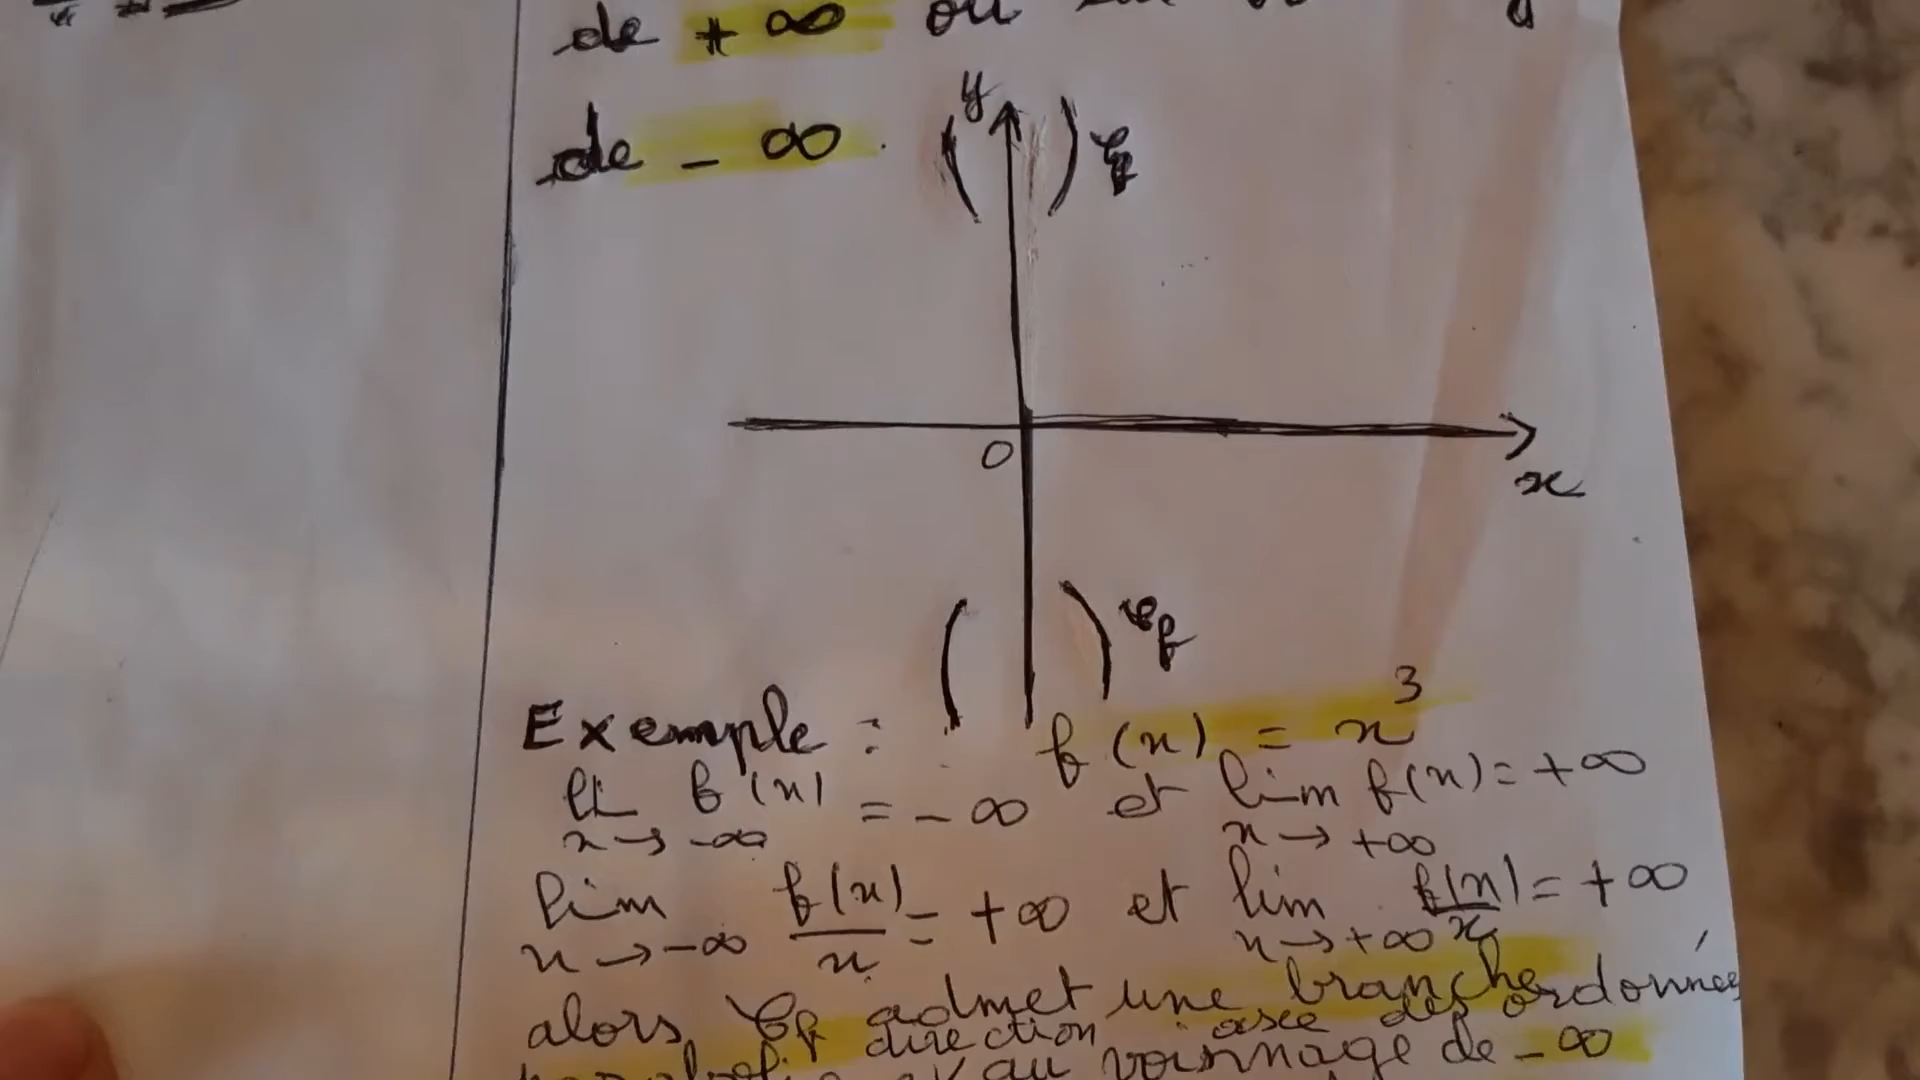 de + ∞ ou
de - ∞.
y
𝒞f
0
x
𝒞f
Exemple : f(x) = x³
lim f(x) = -∞ et lim f(x) = +∞
x → -∞ x → +∞
lim f(x)/x = +∞ et lim f(x)/x = +∞
x → -∞ x → +∞
alors 𝒞f admet une branche
direction axe des ordonnées
au voisinage de -∞